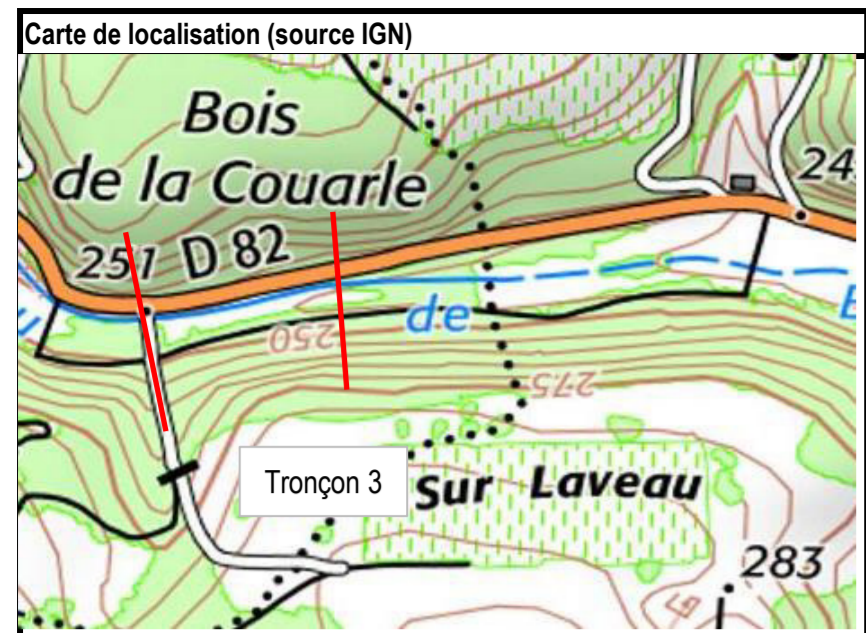 Carte de localisation (source IGN)
Bois
de la Couarle
24
251 D 82
250
de
E
275
Tronçon 3
Sur Laveau
283